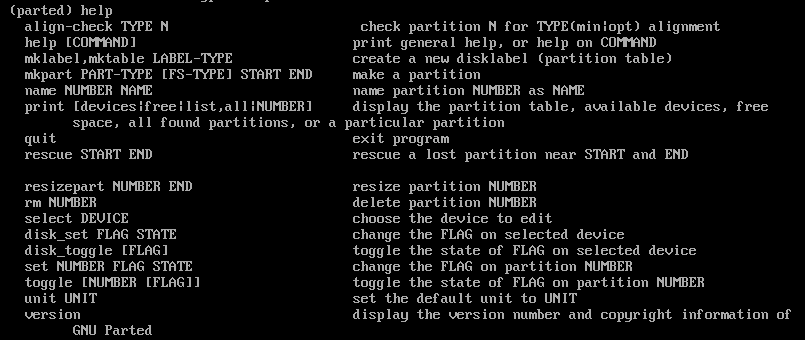 (parted) help
align-check TYPE N check partition N for TYPE(min|opt) alignment
help [COMMAND] print general help, or help on COMMAND
mklabel,mktable LABEL-TYPE create a new disklabel (partition table)
mkpart PART-TYPE [FS-TYPE] START END make a partition
name NUMBER NAME name partition NUMBER as NAME
print [devices|free|list,all|NUMBER] display the partition table, available devices, free
space, all found partitions, or a particular partition
quit exit program
rescue START END rescue a lost partition near START and END
resizepart NUMBER END resize partition NUMBER
rm NUMBER delete partition NUMBER
select DEVICE choose the device to edit
disk_set FLAG STATE change the FLAG on selected device
disk_toggle [FLAG] toggle the state of FLAG on selected device
set NUMBER FLAG STATE change the FLAG on partition NUMBER
toggle [NUMBER [FLAG]] toggle the state of FLAG on partition NUMBER
unit UNIT set the default unit to UNIT
version display the version number and copyright information of
GNU Parted